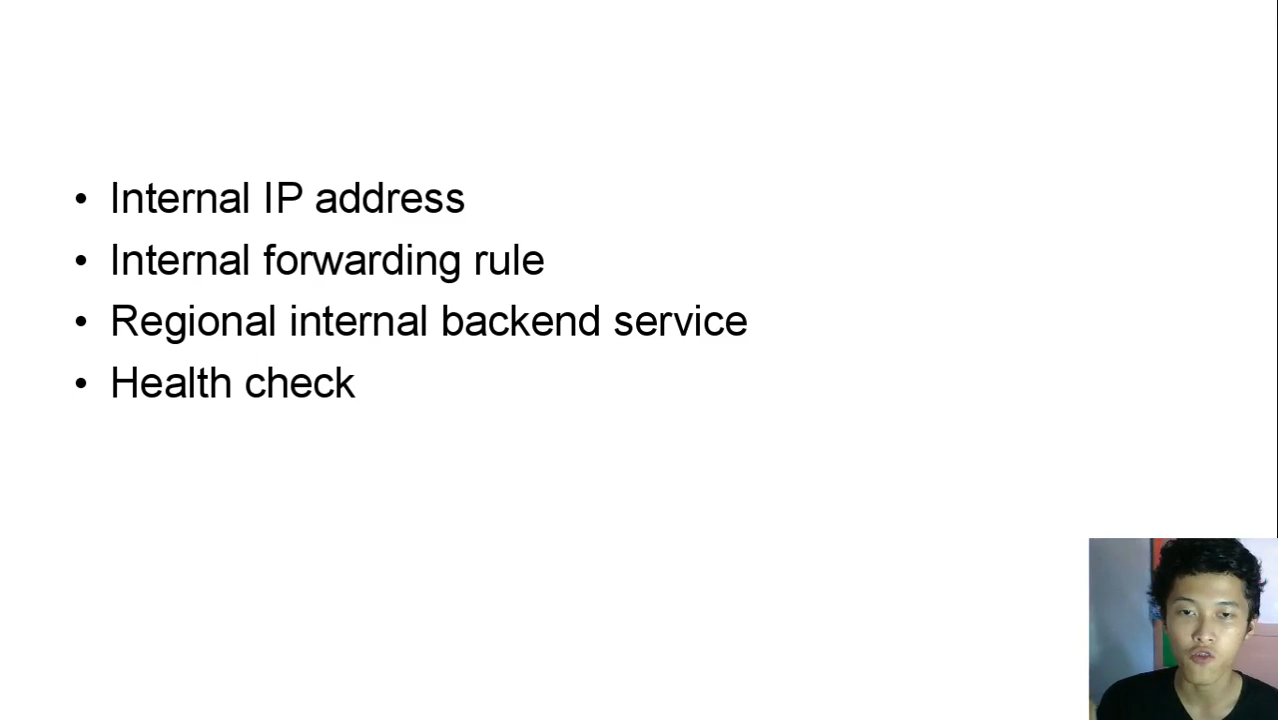 • Internal IP address
• Internal forwarding rule
• Regional internal backend service
• Health check